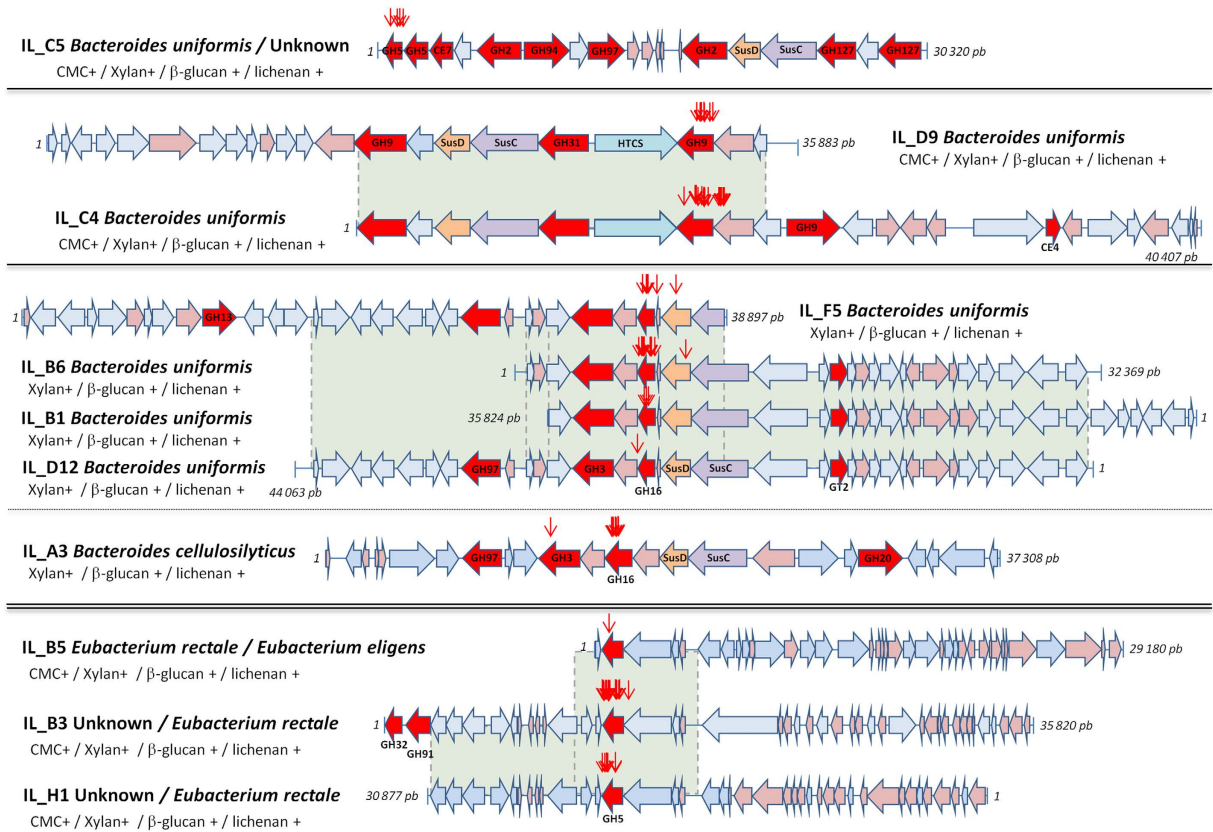 IL_C5 Bacteroides uniformis / Unknown
CMC+ / Xylan+ / β-glucan + / lichenan +
1 GH5 GH5 CE7 GH2 GH94 GH97 GH2 SusD SusC GH127 GH127 30 320 pb
1 GH9 SusD SusC GH31 HTCS GH9 35 883 pb
IL_D9 Bacteroides uniformis
CMC+ / Xylan+ / β-glucan + / lichenan +
IL_C4 Bacteroides uniformis
CMC+ / Xylan+ / β-glucan + / lichenan +
1 GH9 CE4 40 407 pb
1 GH13 38 897 pb
IL_F5 Bacteroides uniformis
Xylan+ / β-glucan + / lichenan +
IL_B6 Bacteroides uniformis
Xylan+ / β-glucan + / lichenan +
1 32 369 pb
IL_B1 Bacteroides uniformis
Xylan+ / β-glucan + / lichenan +
35 824 pb 1
IL_D12 Bacteroides uniformis
Xylan+ / β-glucan + / lichenan +
44 063 pb GH97 GH3 GH16 SusD SusC GT2 1
IL_A3 Bacteroides cellulosilyticus
Xylan+ / β-glucan + / lichenan +
1 GH97 GH3 GH16 SusD SusC GH20 37 308 pb
IL_B5 Eubacterium rectale / Eubacterium eligens
CMC+ / Xylan+ / β-glucan + / lichenan +
1 29 180 pb
IL_B3 Unknown / Eubacterium rectale
CMC+ / Xylan+ / β-glucan + / lichenan +
1 GH32 GH91 35 820 pb
IL_H1 Unknown / Eubacterium rectale
CMC+ / Xylan+ / β-glucan + / lichenan +
30 877 pb GH5 1